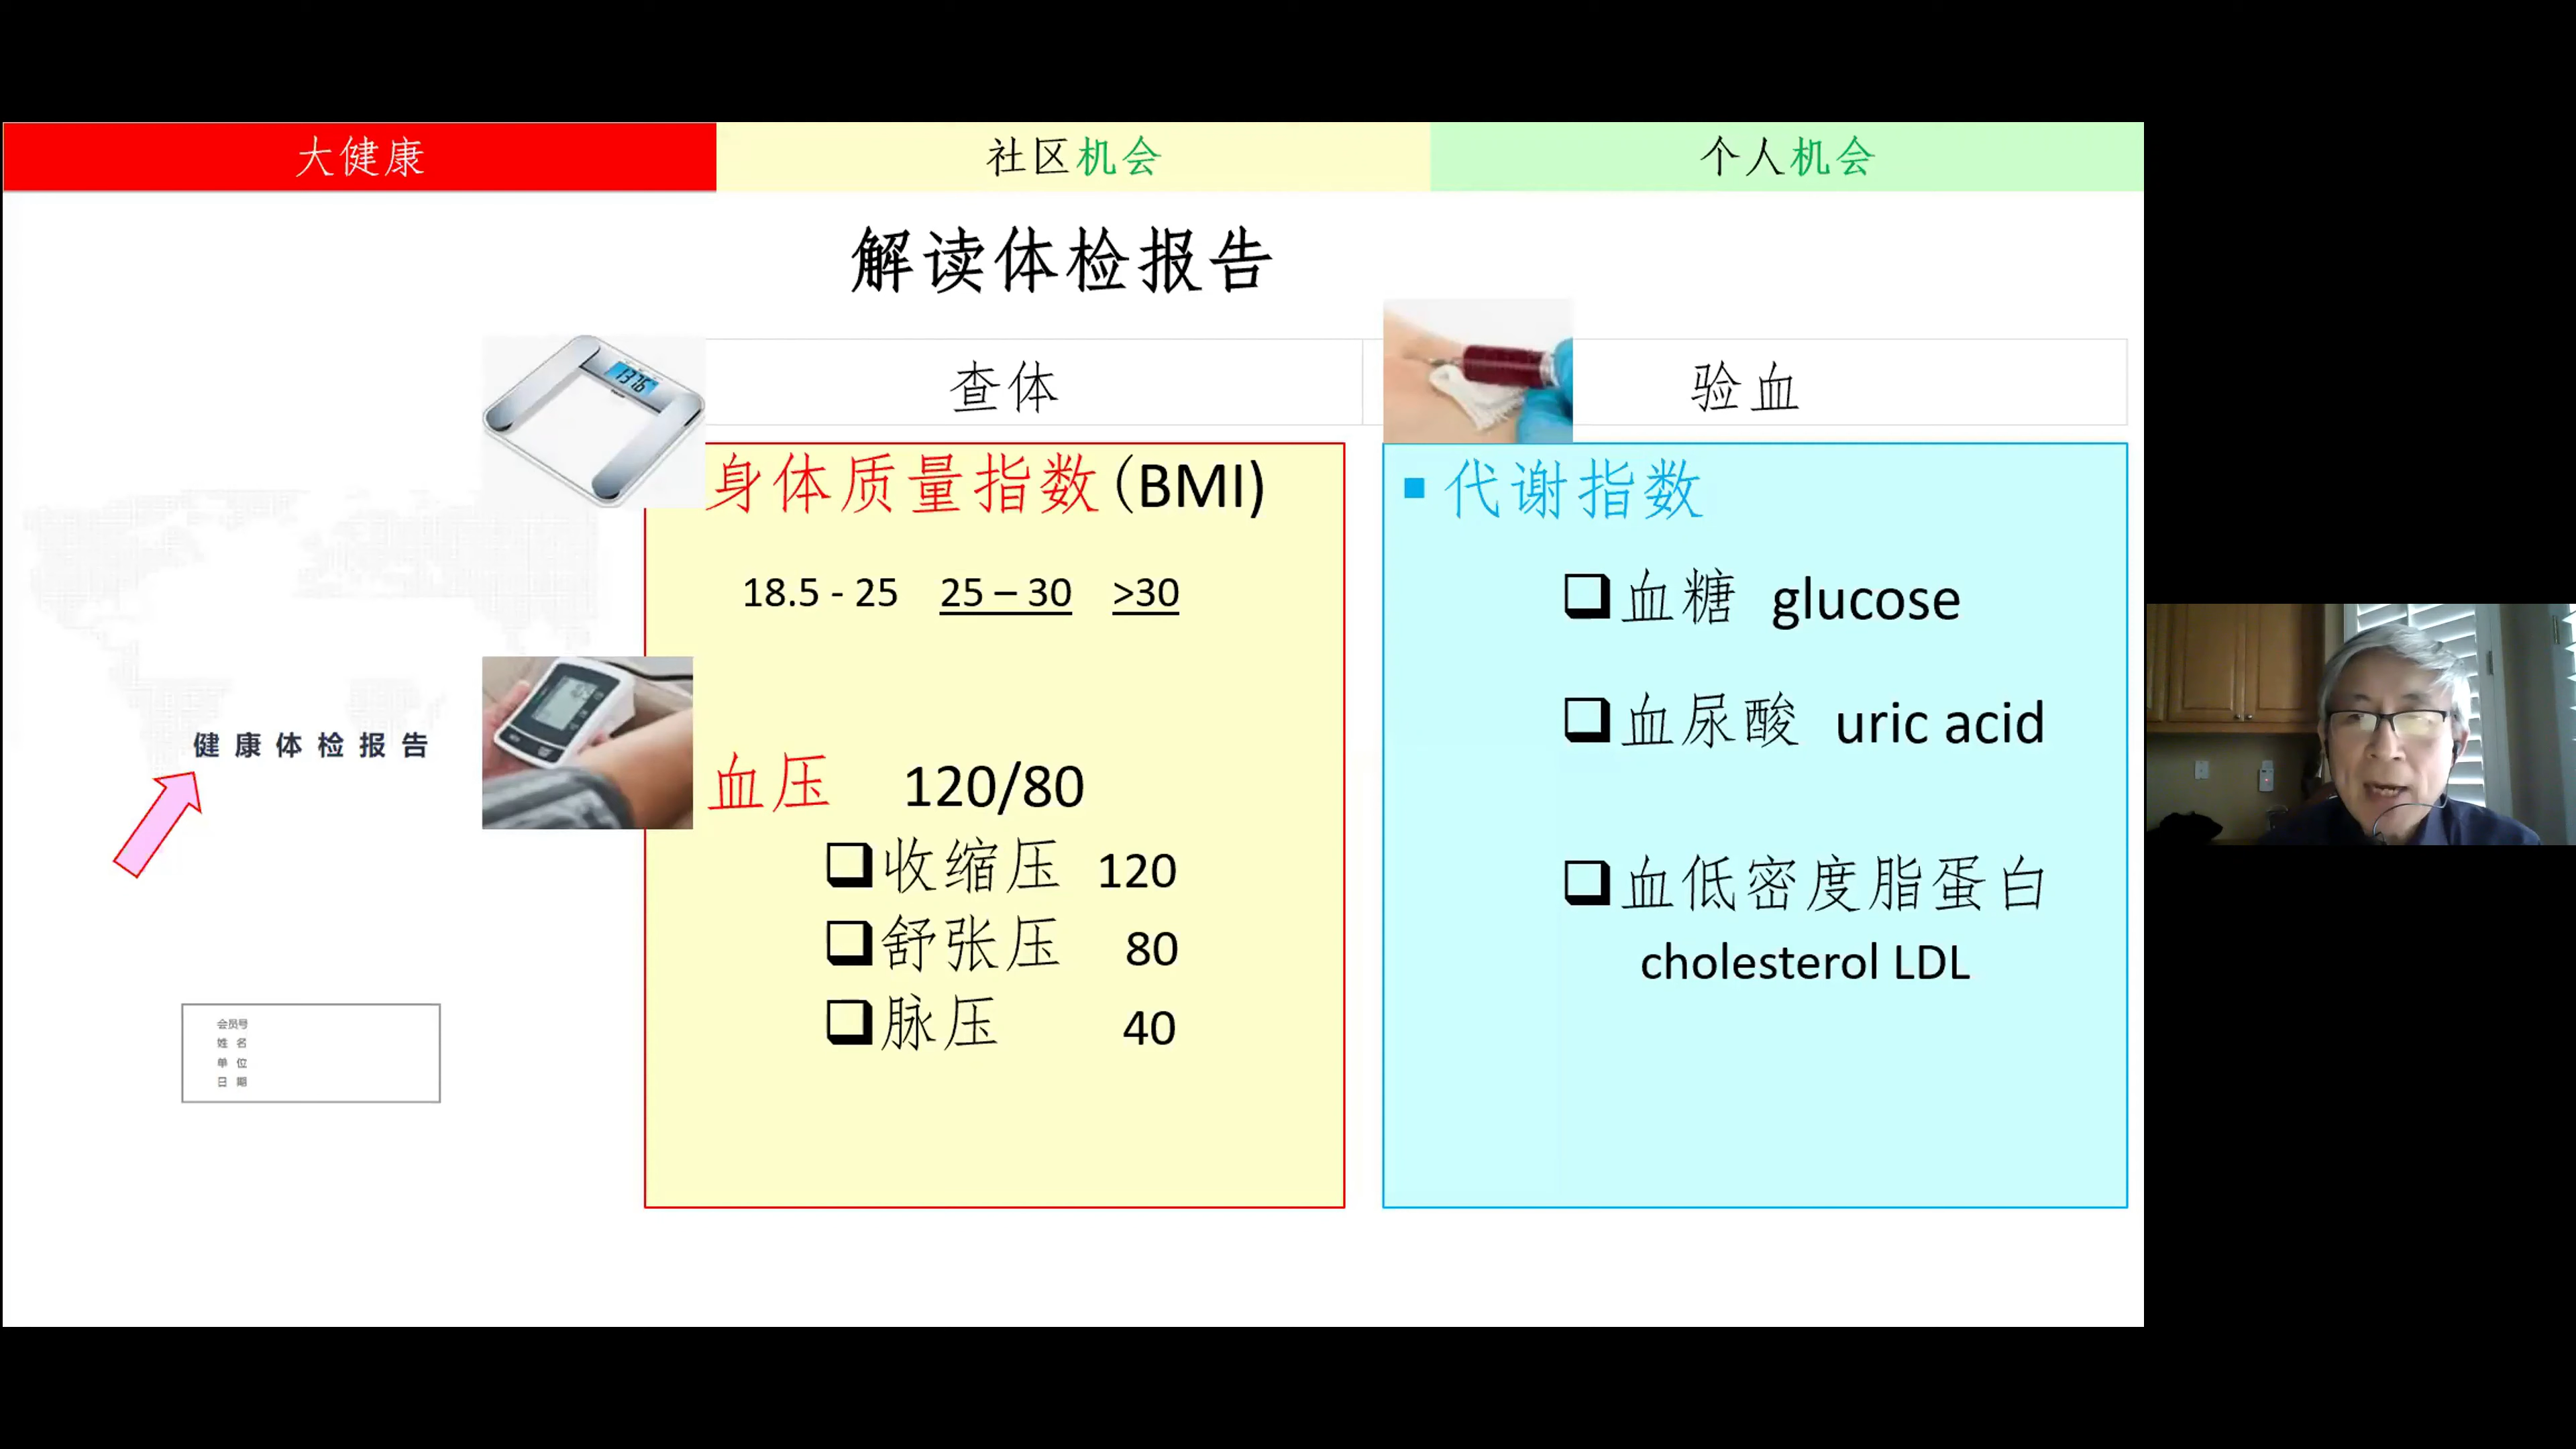 大健康
社区机会
个人机会
解读体检报告
查体
验血
137.6
身体质量指数(BMI)
18.5 - 25 25 – 30 >30
血压 120/80
收缩压 120
舒张压 80
脉压 40
代谢指数
血糖 glucose
血尿酸 uric acid
血低密度脂蛋白
cholesterol LDL
健康体检报告
会员号
姓 名
单 位
日 期